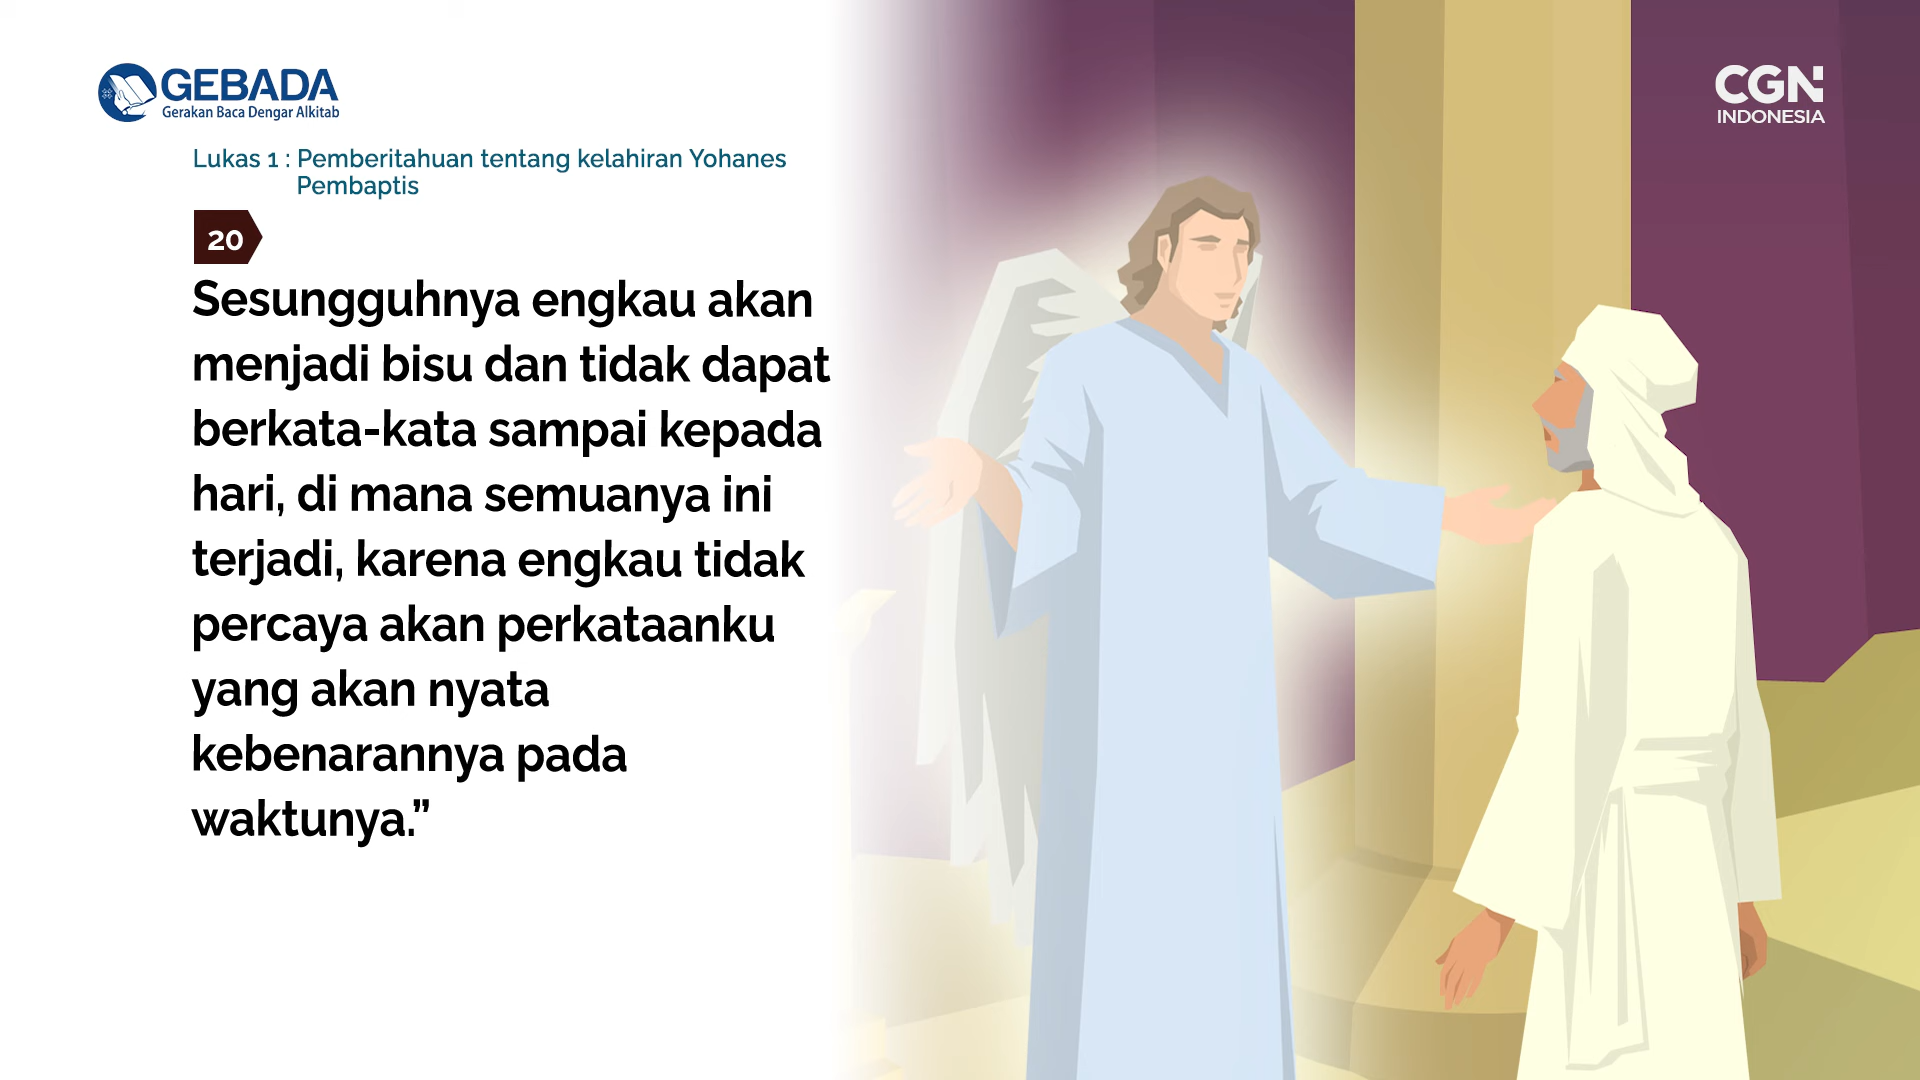 GEBADA
Gerakan Baca Dengar Alkitab
CGN
INDONESIA
Lukas 1 : Pemberitahuan tentang kelahiran Yohanes
Pembaptis
20
Sesungguhnya engkau akan
menjadi bisu dan tidak dapat
berkata-kata sampai kepada
hari, di mana semuanya ini
terjadi, karena engkau tidak
percaya akan perkataanku
yang akan nyata
kebenarannya pada
waktunya.”